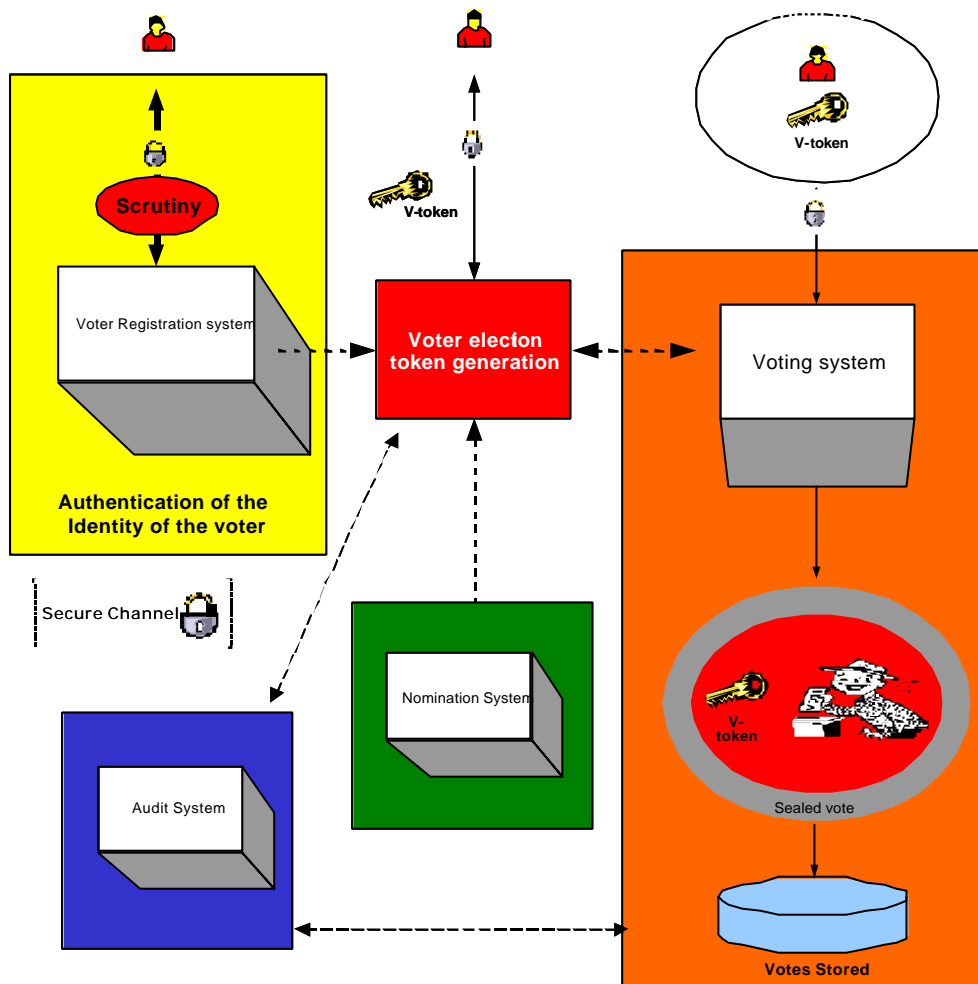 V-token
V-token
Scrutiny
Voter Registration system
Voter election
token generation
Voting system
Authentication of the
Identity of the voter
Secure Channel
Nomination System
V-
token
Audit System
Sealed vote
Votes Stored